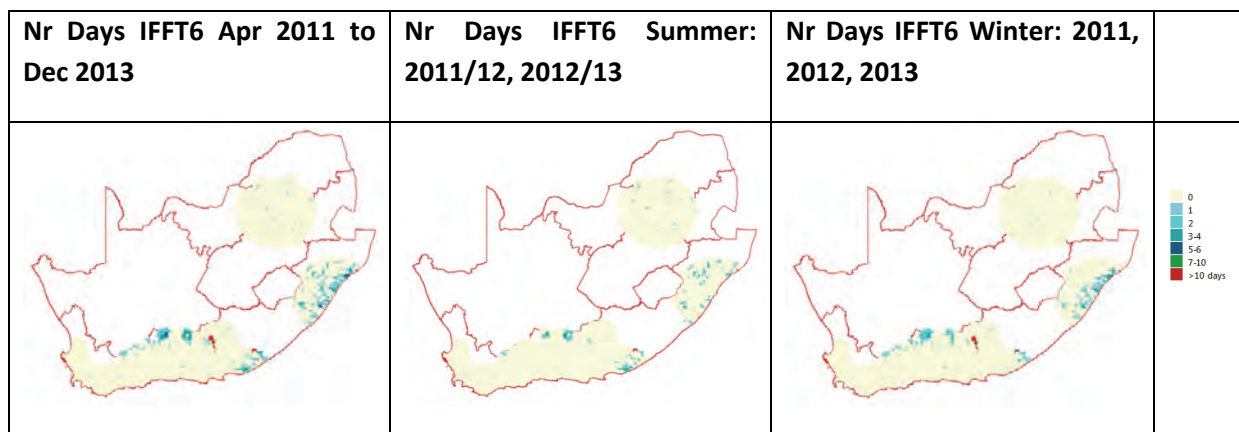 Nr Days IFFT6 Apr 2011 to
Dec 2013
Nr Days IFFT6 Summer:
2011/12, 2012/13
Nr Days IFFT6 Winter: 2011,
2012, 2013
0
1
2
3-4
5-6
7-10
>10 days